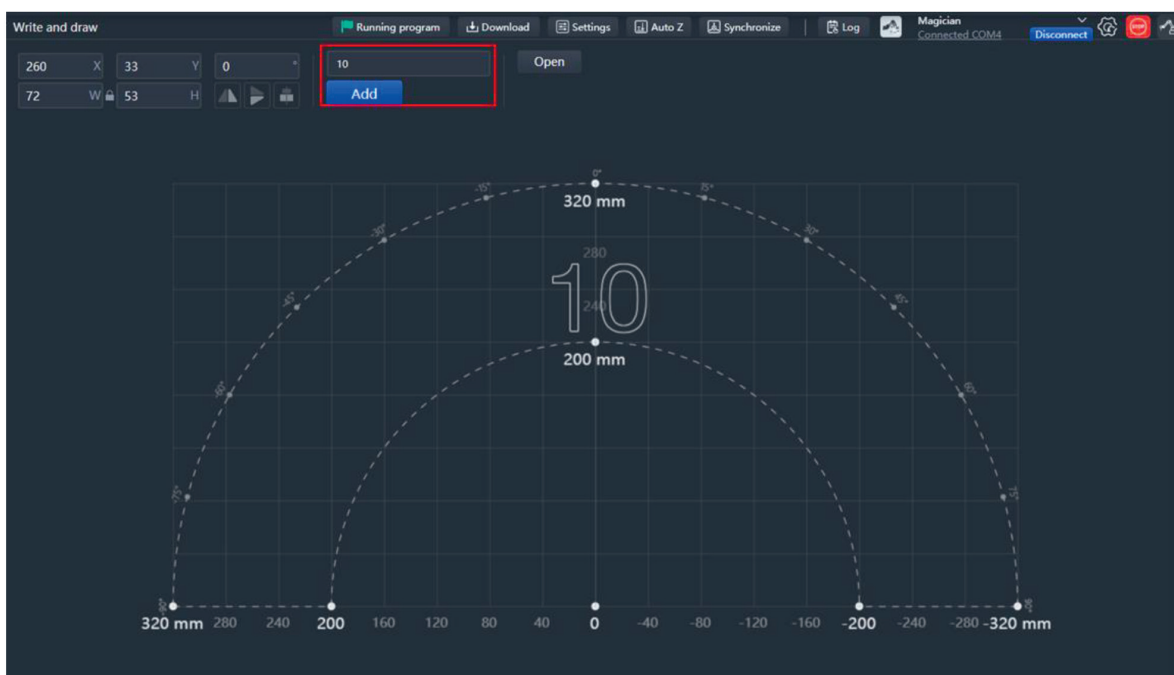 Write and draw
Running program
Download
Settings
Auto Z
Synchronize
Log
Magician
Connected COM4
Disconnect
STOP
260 X 33 Y 0 °
72 W 53 H
10
Add
Open
0°
-15° 15°
320 mm
-30° 30°
280
10
-45° 45°
240
200 mm
-60° 60°
-75° 75°
-90° 90°
320 mm 280 240 200 160 120 80 40 0 -40 -80 -120 -160 -200 -240 -280 -320 mm